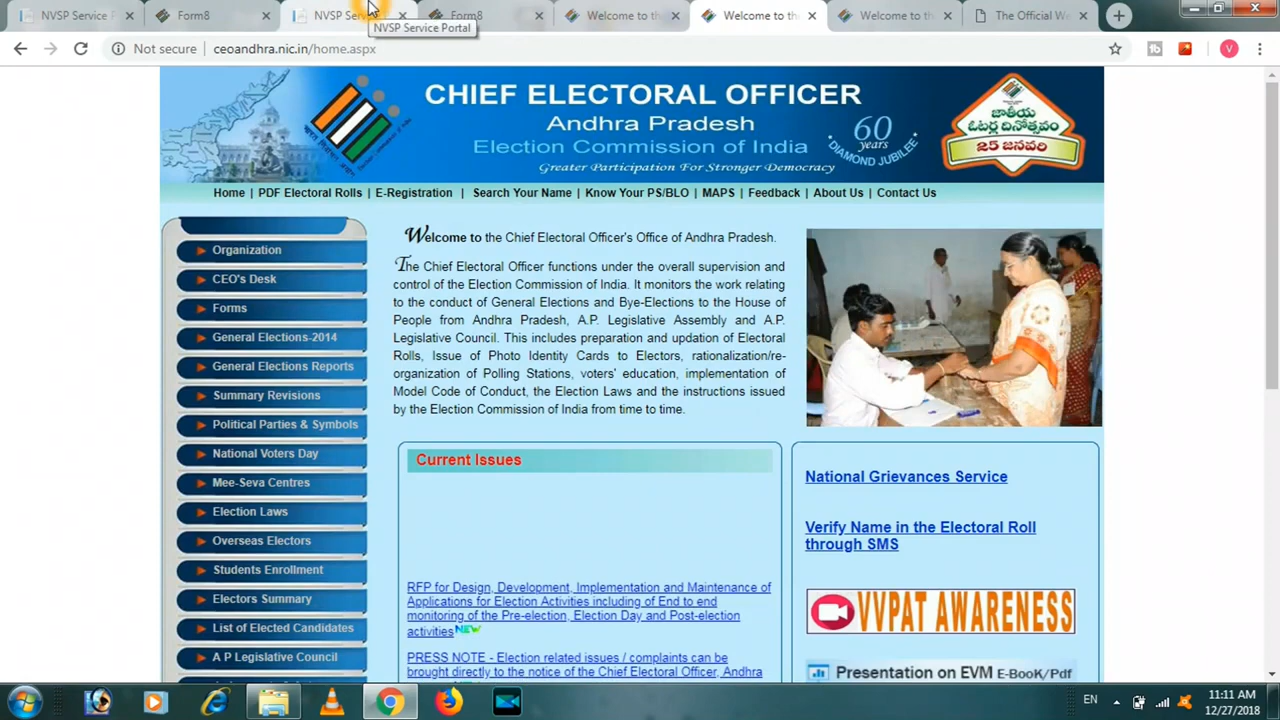 NVSP Service P
Form8
NVSP Servi
Form8
Welcome to th
Welcome to the
Welcome to th
The Official We
NVSP Service Portal
Not secure
ceoandhra.nic.in/home.aspx
V
CHIEF ELECTORAL OFFICER
Andhra Pradesh
Election Commission of India
Greater Participation For Stronger Democracy
60
years
DIAMOND JUBILEE
జాతీయ
ఓటర్ల దినోత్సవం
25 జనవరి
Home | PDF Electoral Rolls | E-Registration | Search Your Name | Know Your PS/BLO | MAPS | Feedback | About Us | Contact Us
Organization
CEO's Desk
Forms
General Elections-2014
General Elections Reports
Summary Revisions
Political Parties & Symbols
National Voters Day
Mee-Seva Centres
Election Laws
Overseas Electors
Students Enrollment
Electors Summary
List of Elected Candidates
A P Legislative Council
Welcome to the Chief Electoral Officer's Office of Andhra Pradesh.
The Chief Electoral Officer functions under the overall supervision and
control of the Election Commission of India. It monitors the work relating
to the conduct of General Elections and Bye-Elections to the House of
People from Andhra Pradesh, A.P. Legislative Assembly and A.P.
Legislative Council. This includes preparation and updation of Electoral
Rolls, Issue of Photo Identity Cards to Electors, rationalization/re-
organization of Polling Stations, voters' education, implementation of
Model Code of Conduct, the Election Laws and the instructions issued
by the Election Commission of India from time to time.
Current Issues
RFP for Design, Development, Implementation and Maintenance of
Applications for Election Activities including of End to end
monitoring of the Pre-election, Election Day and Post-election
activities NEW
PRESS NOTE - Election related issues / complaints can be
brought directly to the notice of the Chief Electoral Officer, Andhra
National Grievances Service
Verify Name in the Electoral Roll
through SMS
VVPAT AWARENESS
Presentation on EVM E-BooK/Pdf
EN
11:11 AM
12/27/2018